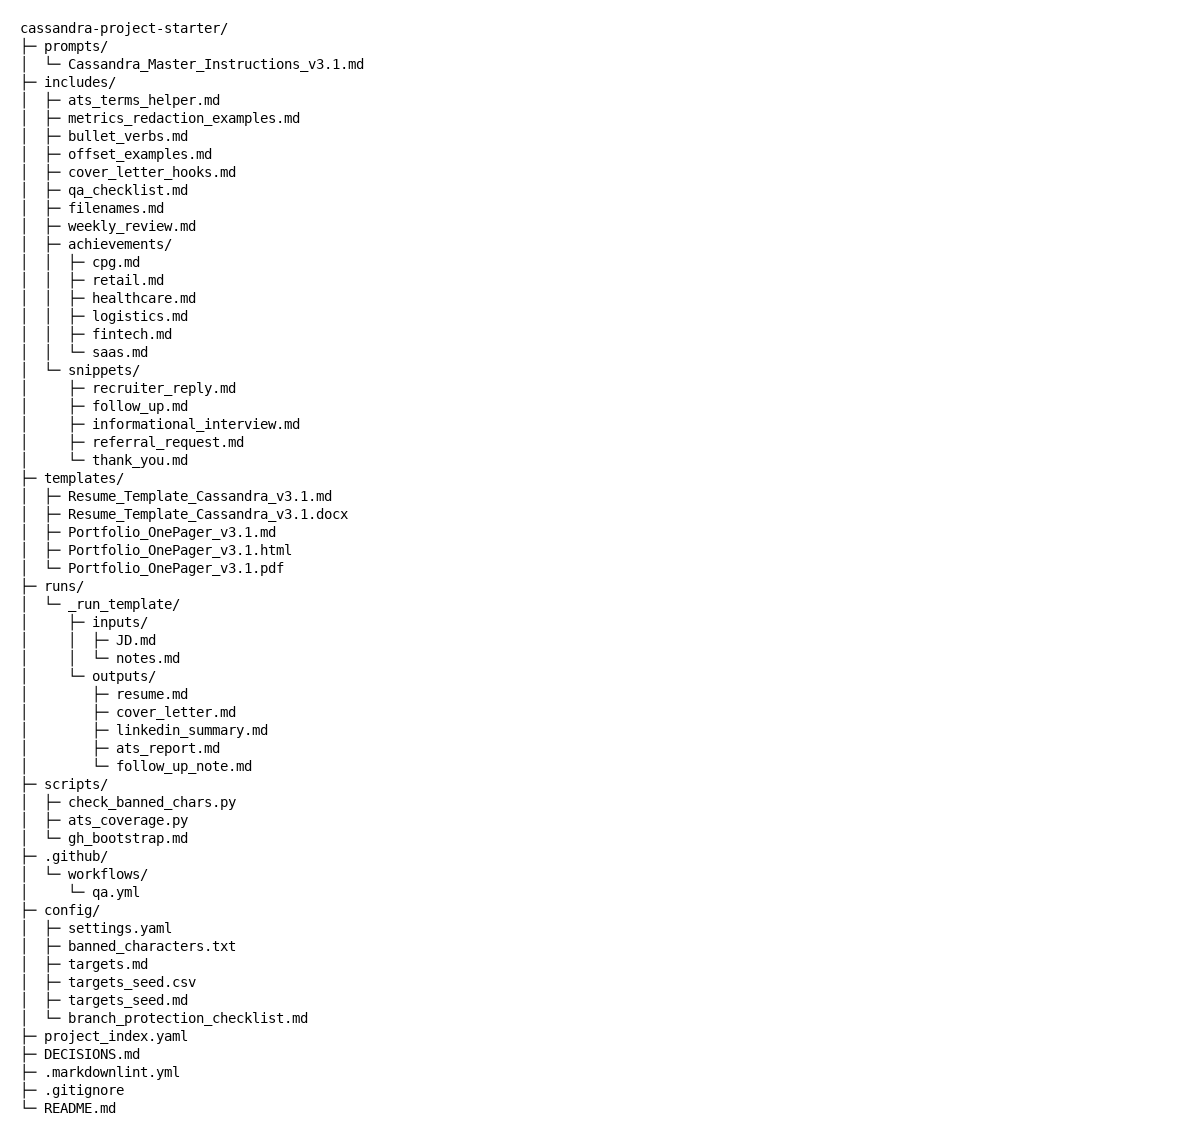 cassandra-project-starter/
├─ prompts/
│  └─ Cassandra_Master_Instructions_v3.1.md
├─ includes/
│  ├─ ats_terms_helper.md
│  ├─ metrics_redaction_examples.md
│  ├─ bullet_verbs.md
│  ├─ offset_examples.md
│  ├─ cover_letter_hooks.md
│  ├─ qa_checklist.md
│  ├─ filenames.md
│  ├─ weekly_review.md
│  ├─ achievements/
│  │  ├─ cpg.md
│  │  ├─ retail.md
│  │  ├─ healthcare.md
│  │  ├─ logistics.md
│  │  ├─ fintech.md
│  │  └─ saas.md
│  └─ snippets/
│     ├─ recruiter_reply.md
│     ├─ follow_up.md
│     ├─ informational_interview.md
│     ├─ referral_request.md
│     └─ thank_you.md
├─ templates/
│  ├─ Resume_Template_Cassandra_v3.1.md
│  ├─ Resume_Template_Cassandra_v3.1.docx
│  ├─ Portfolio_OnePager_v3.1.md
│  ├─ Portfolio_OnePager_v3.1.html
│  └─ Portfolio_OnePager_v3.1.pdf
├─ runs/
│  └─ _run_template/
│     ├─ inputs/
│     │  ├─ JD.md
│     │  └─ notes.md
│     └─ outputs/
│        ├─ resume.md
│        ├─ cover_letter.md
│        ├─ linkedin_summary.md
│        ├─ ats_report.md
│        └─ follow_up_note.md
├─ scripts/
│  ├─ check_banned_chars.py
│  ├─ ats_coverage.py
│  └─ gh_bootstrap.md
├─ .github/
│  └─ workflows/
│     └─ qa.yml
├─ config/
│  ├─ settings.yaml
│  ├─ banned_characters.txt
│  ├─ targets.md
│  ├─ targets_seed.csv
│  ├─ targets_seed.md
│  └─ branch_protection_checklist.md
├─ project_index.yaml
├─ DECISIONS.md
├─ .markdownlint.yml
├─ .gitignore
└─ README.md